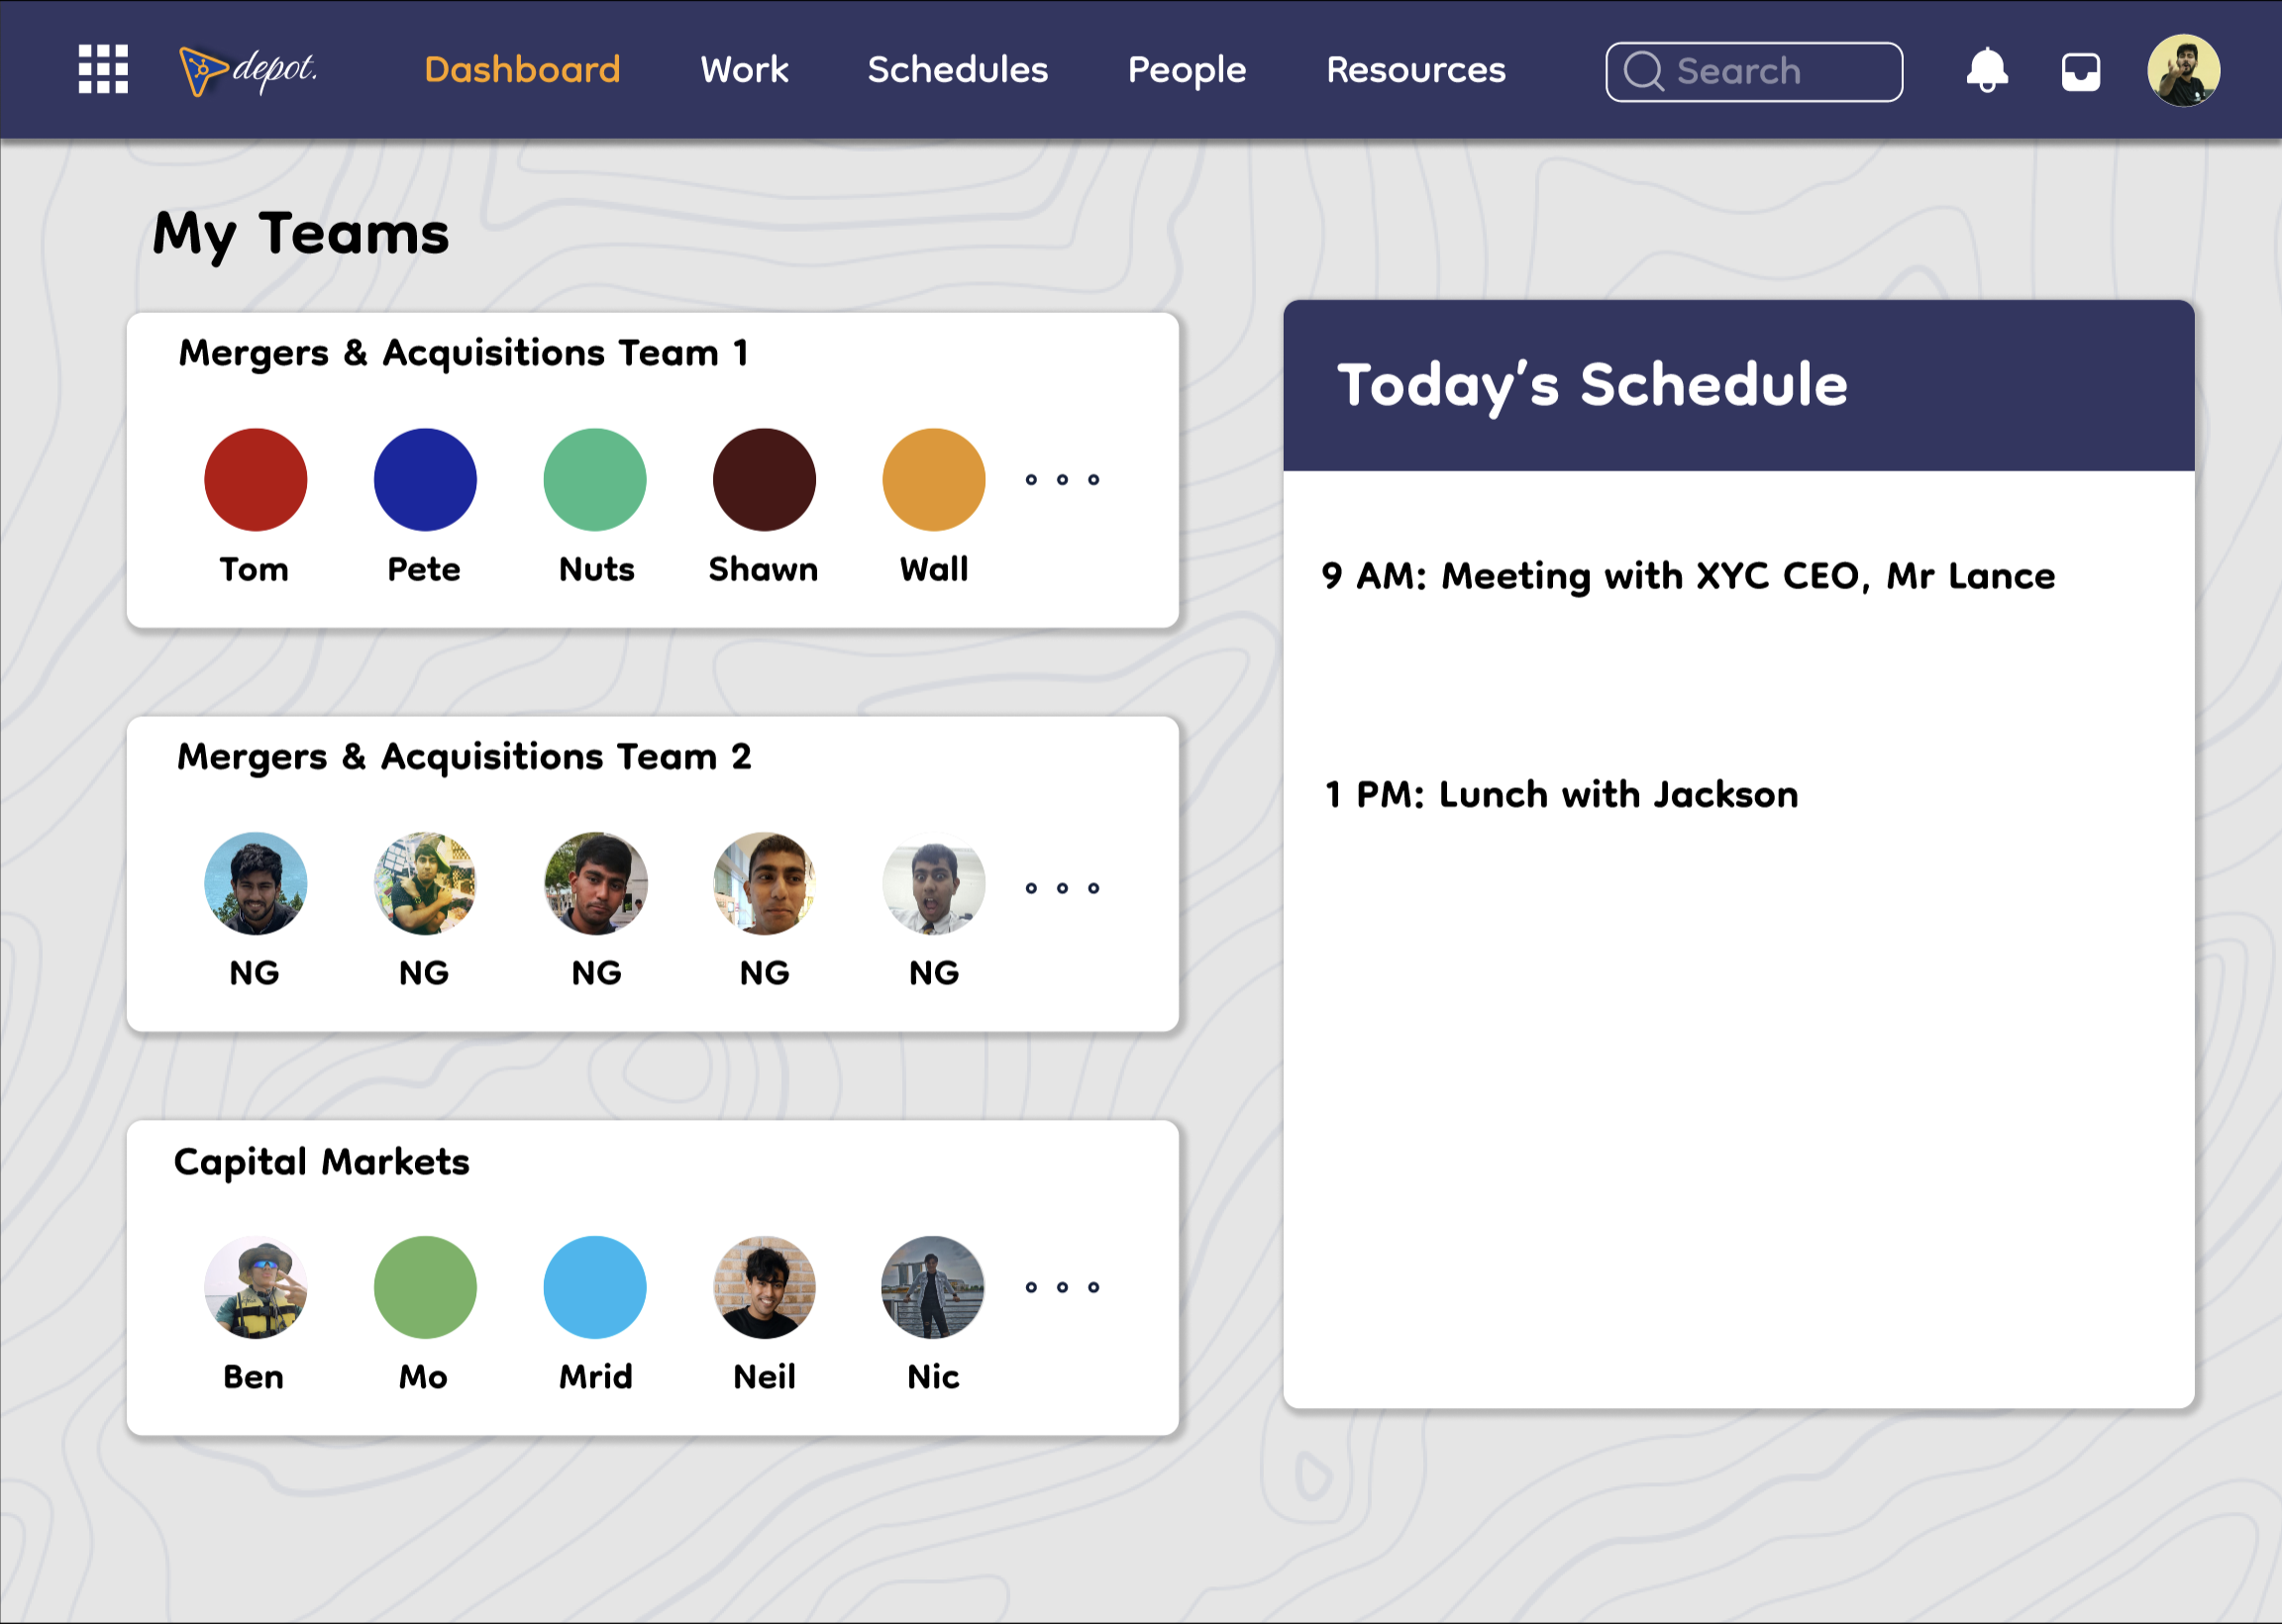 depot.
Dashboard
Work
Schedules
People
Resources
Search
My Teams
Mergers & Acquisitions Team 1
Tom
Pete
Nuts
Shawn
Wall
Mergers & Acquisitions Team 2
NG
NG
NG
NG
NG
Capital Markets
Ben
Mo
Mrid
Neil
Nic
Today's Schedule
9 AM: Meeting with XYC CEO, Mr Lance
1 PM: Lunch with Jackson